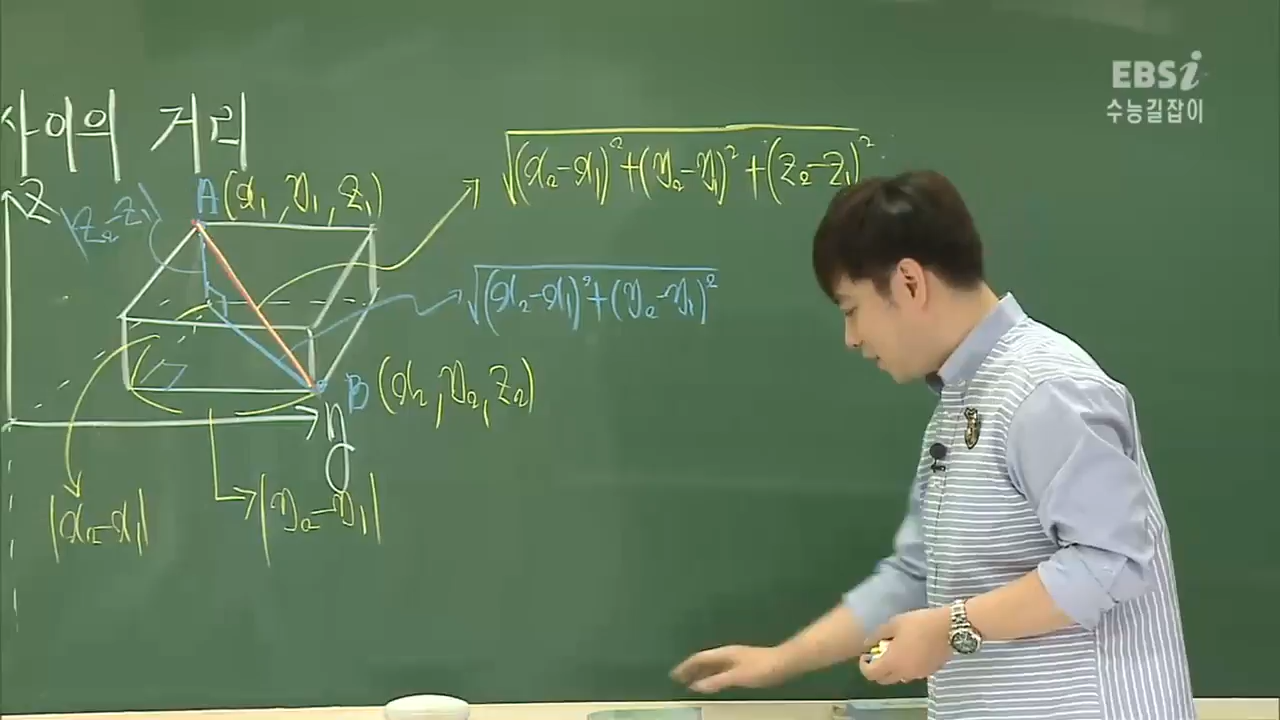 EBSi
수능길잡이
사이의 거리
z
|z₂-z₁|
A(x₁, y₁, z₁)
√(x₂-x₁)²+(y₂-y₁)²+(z₂-z₁)²
√(x₂-x₁)²+(y₂-y₁)²
B(x₂, y₂, z₂)
y
|x₂-x₁|
|y₂-y₁|